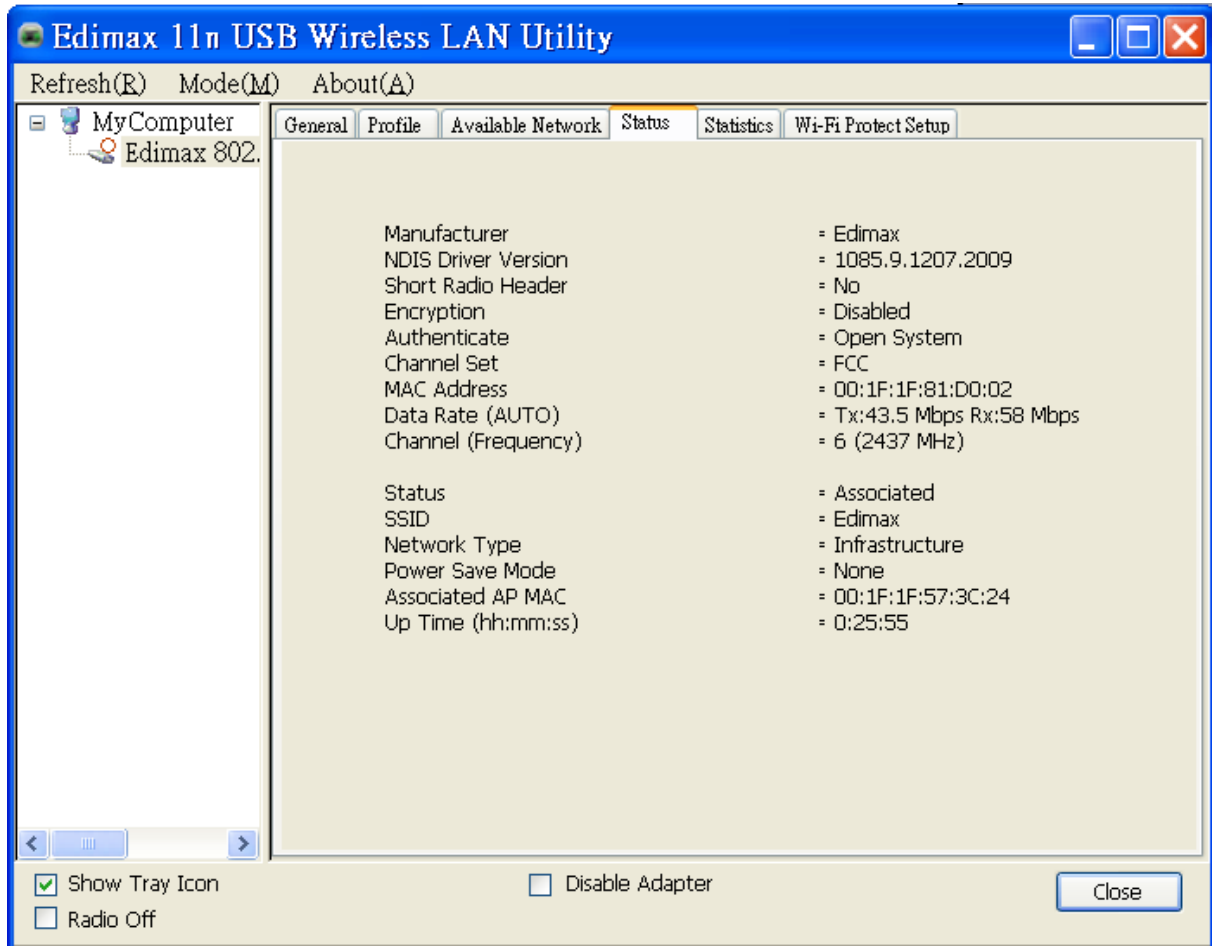 Edimax 11n USB Wireless LAN Utility
Refresh(R) Mode(M) About(A)
MyComputer
Edimax 802.
General Profile Available Network Status Statistics Wi-Fi Protect Setup
Manufacturer = Edimax
NDIS Driver Version = 1085.9.1207.2009
Short Radio Header = No
Encryption = Disabled
Authenticate = Open System
Channel Set = FCC
MAC Address = 00:1F:1F:81:D0:02
Data Rate (AUTO) = Tx:43.5 Mbps Rx:58 Mbps
Channel (Frequency) = 6 (2437 MHz)
Status = Associated
SSID = Edimax
Network Type = Infrastructure
Power Save Mode = None
Associated AP MAC = 00:1F:1F:57:3C:24
Up Time (hh:mm:ss) = 0:25:55
Show Tray Icon Disable Adapter
Radio Off
Close